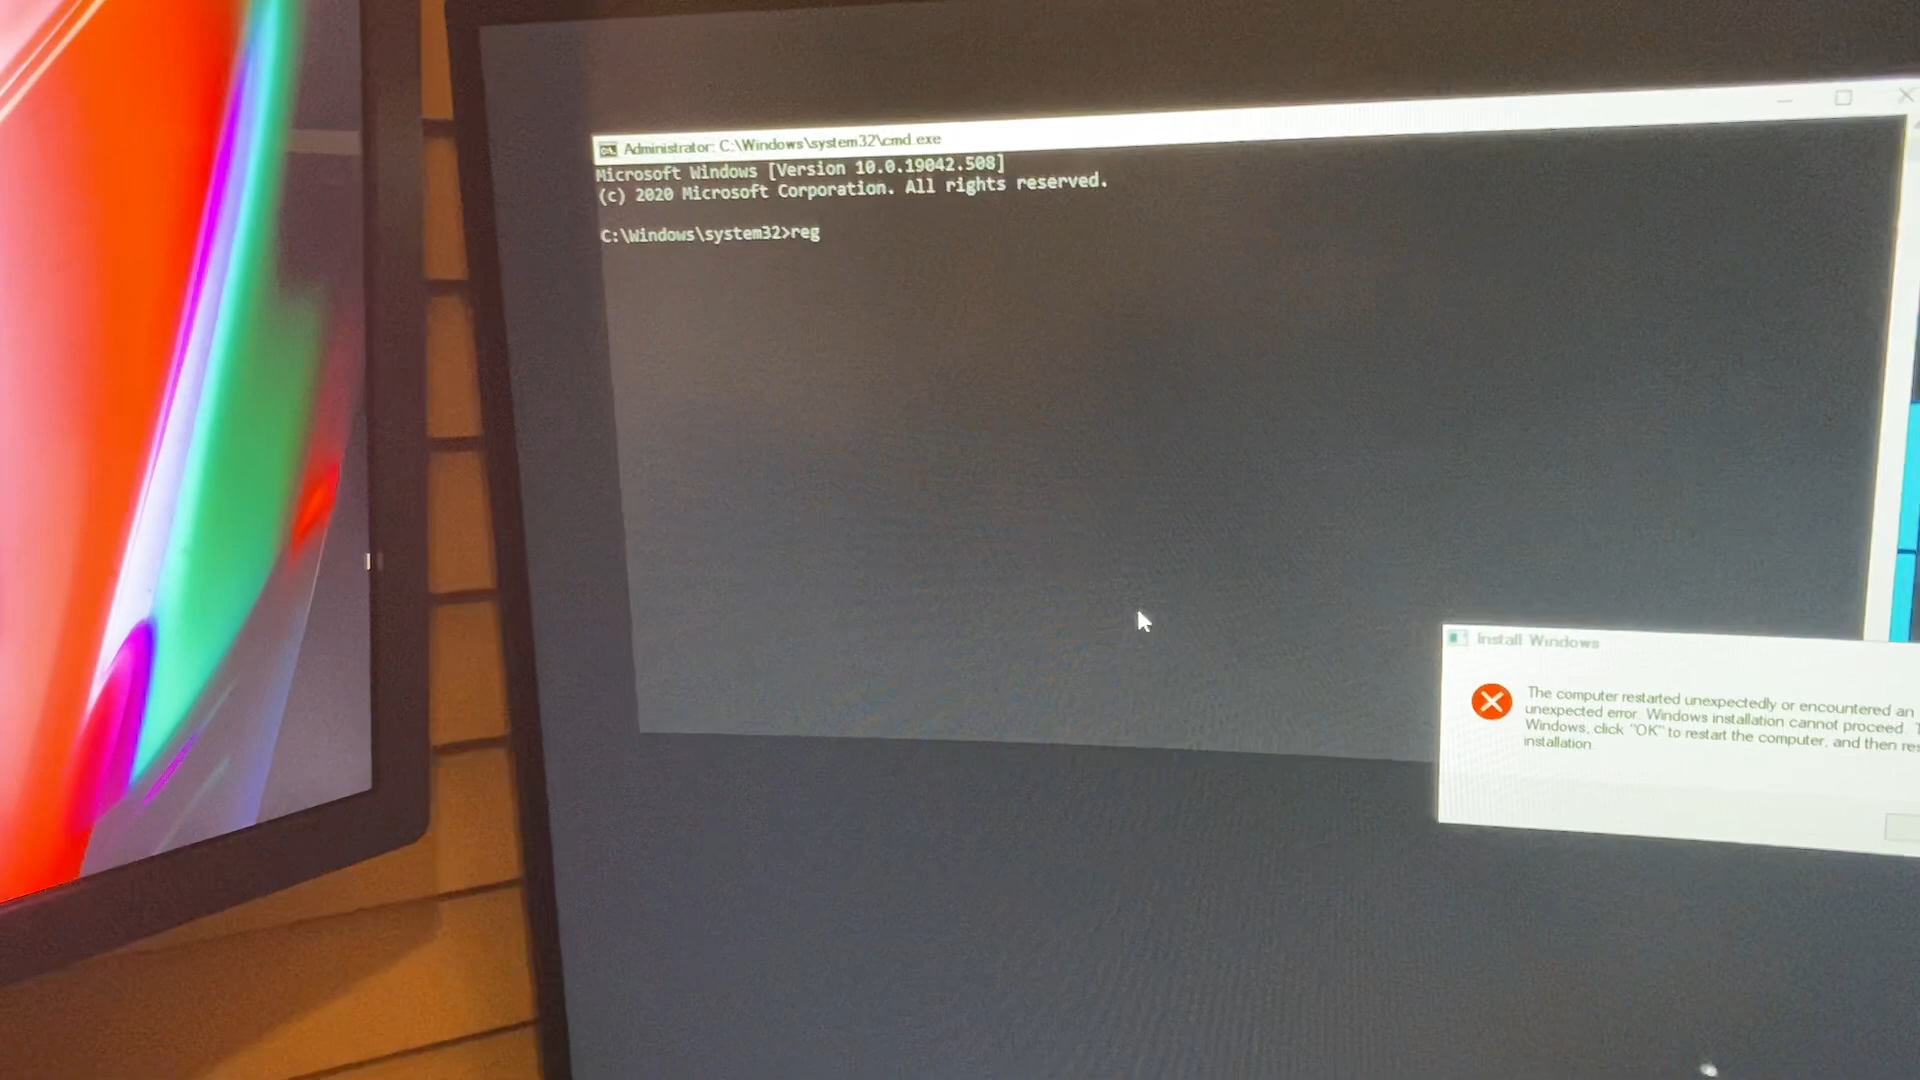 Administrator: C:\Windows\system32\cmd.exe
Microsoft Windows [Version 10.0.19042.508]
(c) 2020 Microsoft Corporation. All rights reserved.
C:\Windows\system32>reg
Install Windows
The computer restarted unexpectedly or encountered an
unexpected error. Windows installation cannot proceed.
Windows, click "OK" to restart the computer, and then res
installation.